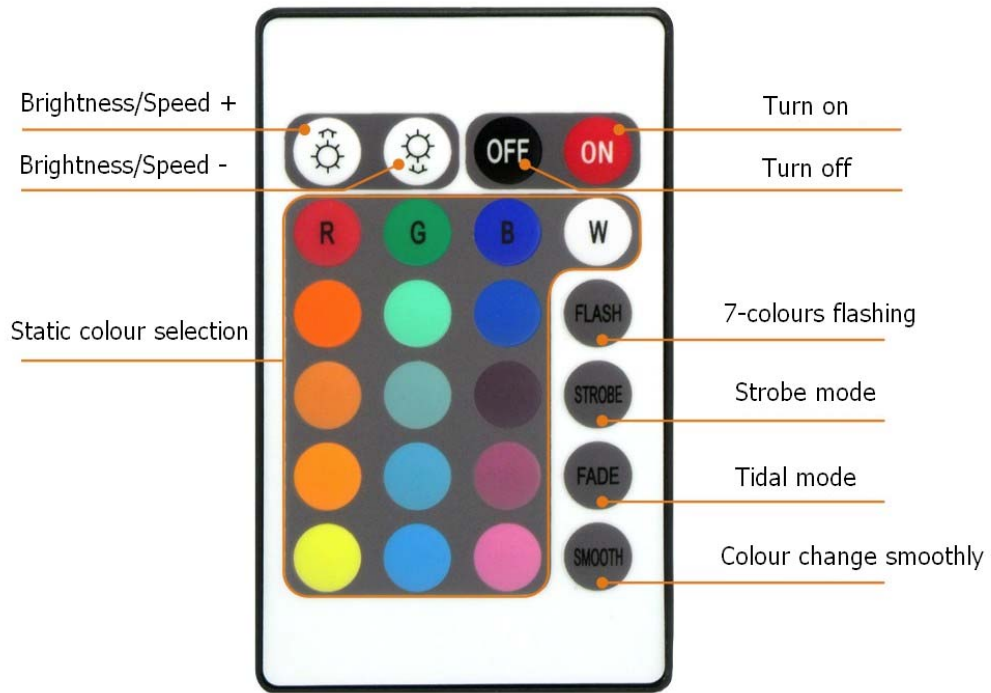 Brightness/Speed +
Turn on
OFF ON
Brightness/Speed -
Turn off
R G B W
FLASH
7-colours flashing
Static colour selection
STROBE
Strobe mode
FADE
Tidal mode
SMOOTH
Colour change smoothly